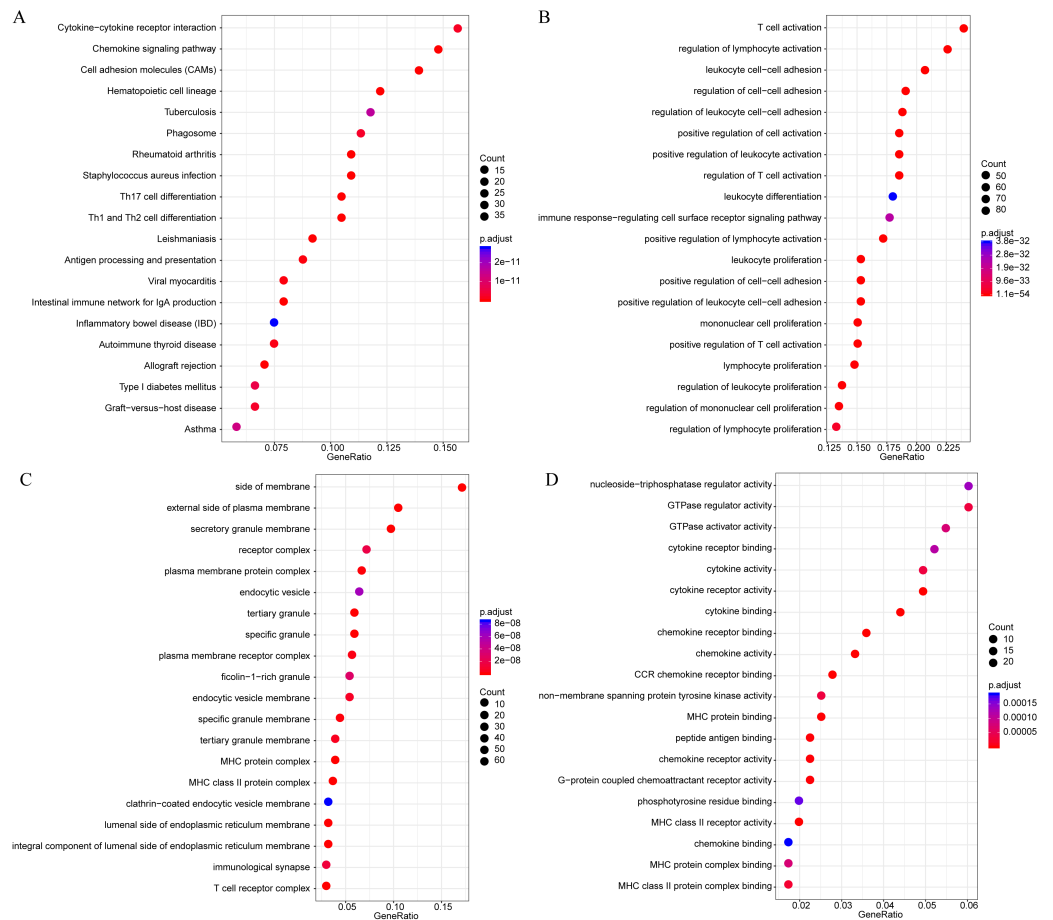 A
Cytokine−cytokine receptor interaction
Chemokine signaling pathway
Cell adhesion molecules (CAMs)
Hematopoietic cell lineage
Tuberculosis
Phagosome
Rheumatoid arthritis
Staphylococcus aureus infection
Th17 cell differentiation
Th1 and Th2 cell differentiation
Leishmaniasis
Antigen processing and presentation
Viral myocarditis
Intestinal immune network for IgA production
Inflammatory bowel disease (IBD)
Autoimmune thyroid disease
Allograft rejection
Type I diabetes mellitus
Graft−versus−host disease
Asthma
0.075 0.100 0.125 0.150
GeneRatio
Count
15
20
25
30
35
p.adjust
2e−11
1e−11
B
T cell activation
regulation of lymphocyte activation
leukocyte cell−cell adhesion
regulation of cell−cell adhesion
regulation of leukocyte cell−cell adhesion
positive regulation of cell activation
positive regulation of leukocyte activation
regulation of T cell activation
leukocyte differentiation
immune response−regulating cell surface receptor signaling pathway
positive regulation of lymphocyte activation
leukocyte proliferation
positive regulation of cell−cell adhesion
positive regulation of leukocyte cell−cell adhesion
mononuclear cell proliferation
positive regulation of T cell activation
lymphocyte proliferation
regulation of leukocyte proliferation
regulation of mononuclear cell proliferation
regulation of lymphocyte proliferation
0.125 0.150 0.175 0.200 0.225
GeneRatio
Count
50
60
70
80
p.adjust
3.8e−32
2.8e−32
1.9e−32
9.6e−33
1.1e−54
C
side of membrane
external side of plasma membrane
secretory granule membrane
receptor complex
plasma membrane protein complex
endocytic vesicle
tertiary granule
specific granule
plasma membrane receptor complex
ficolin−1−rich granule
endocytic vesicle membrane
specific granule membrane
tertiary granule membrane
MHC protein complex
MHC class II protein complex
clathrin−coated endocytic vesicle membrane
lumenal side of endoplasmic reticulum membrane
integral component of lumenal side of endoplasmic reticulum membrane
immunological synapse
T cell receptor complex
0.05 0.10 0.15
GeneRatio
p.adjust
8e−08
6e−08
4e−08
2e−08
Count
10
20
30
40
50
60
D
nucleoside−triphosphatase regulator activity
GTPase regulator activity
GTPase activator activity
cytokine receptor binding
cytokine activity
cytokine receptor activity
cytokine binding
chemokine receptor binding
chemokine activity
CCR chemokine receptor binding
non−membrane spanning protein tyrosine kinase activity
MHC protein binding
peptide antigen binding
chemokine receptor activity
G−protein coupled chemoattractant receptor activity
phosphotyrosine residue binding
MHC class II receptor activity
chemokine binding
MHC protein complex binding
MHC class II protein complex binding
0.02 0.03 0.04 0.05 0.06
GeneRatio
Count
10
15
20
p.adjust
0.00015
0.00010
0.00005